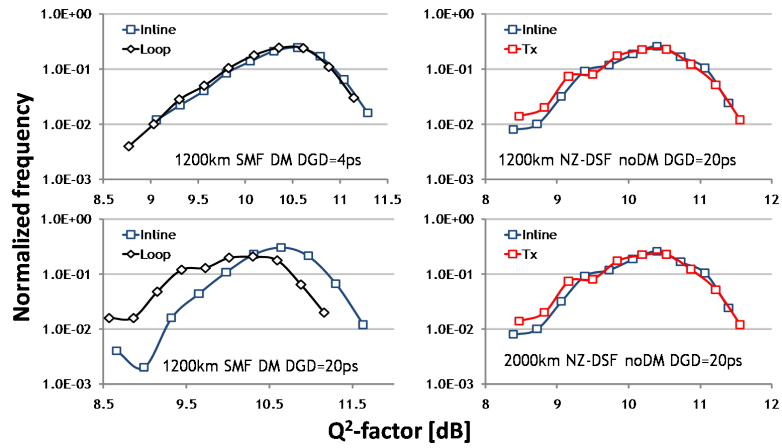 1.0E+00
Inline
Loop
1.0E-01
1.0E-02
1200km SMF DM DGD=4ps
1.0E-03
8.5 9 9.5 10 10.5 11 11.5
1.0E+00
Inline
Tx
1.0E-01
1.0E-02
1200km NZ-DSF noDM DGD=20ps
1.0E-03
8 9 10 11 12
1.0E+00
Inline
Loop
1.0E-01
1.0E-02
1200km SMF DM DGD=20ps
1.0E-03
8.5 9.5 10.5 11.5
1.0E+00
Inline
Tx
1.0E-01
1.0E-02
2000km NZ-DSF noDM DGD=20ps
1.0E-03
8 9 10 11 12
Normalized frequency
Q²-factor [dB]